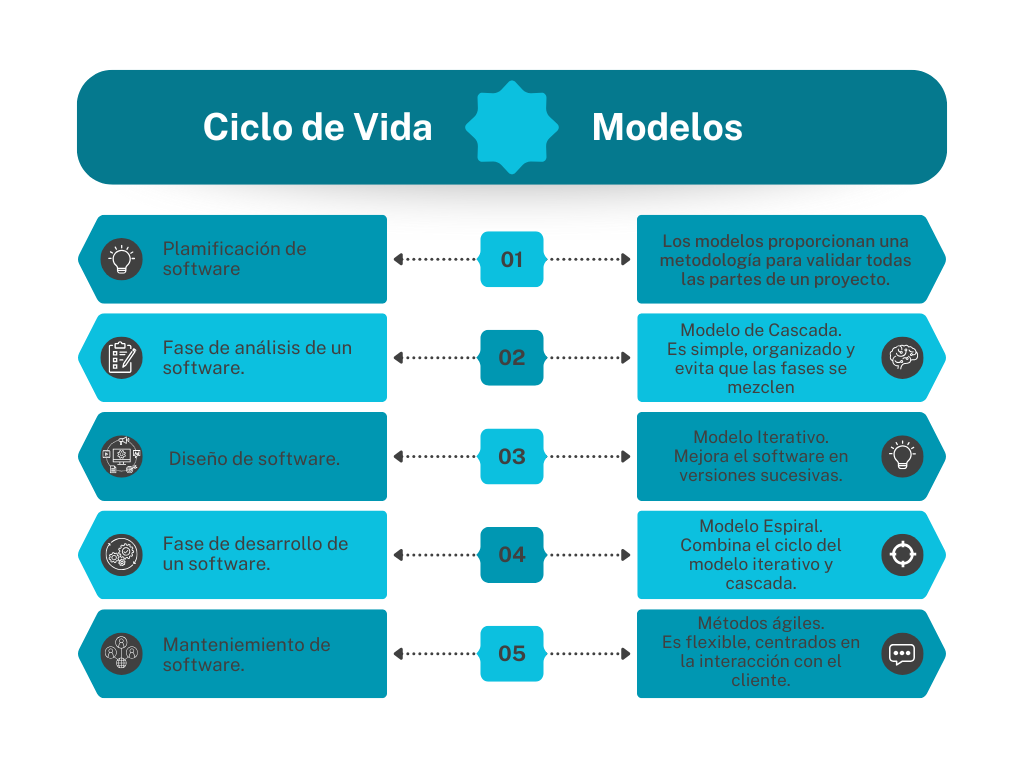 Ciclo de Vida
Modelos
Plamificación de
software
01
Los modelos proporcionan una
metodología para validar todas
las partes de un proyecto.
Fase de análisis de un
software.
02
Modelo de Cascada.
Es simple, organizado y
evita que las fases se
mezclen
Diseño de software.
03
Modelo Iterativo.
Mejora el software en
versiones sucesivas.
Fase de desarrollo de
un software.
04
Modelo Espiral.
Combina el ciclo del
modelo iterativo y
cascada.
Manteniemiento de
software.
05
Métodos ágiles.
Es flexible, centrados en
la interacción con el
cliente.